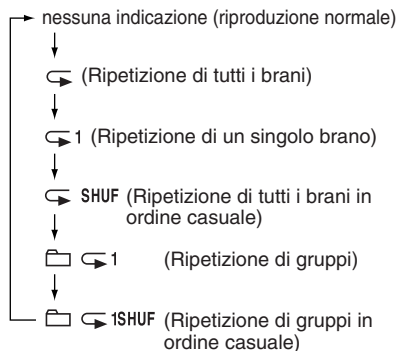 nessuna indicazione (riproduzione normale)
(Ripetizione di tutti i brani)
1 (Ripetizione di un singolo brano)
SHUF (Ripetizione di tutti i brani in
ordine casuale)
1 (Ripetizione di gruppi)
1SHUF (Ripetizione di gruppi in
ordine casuale)